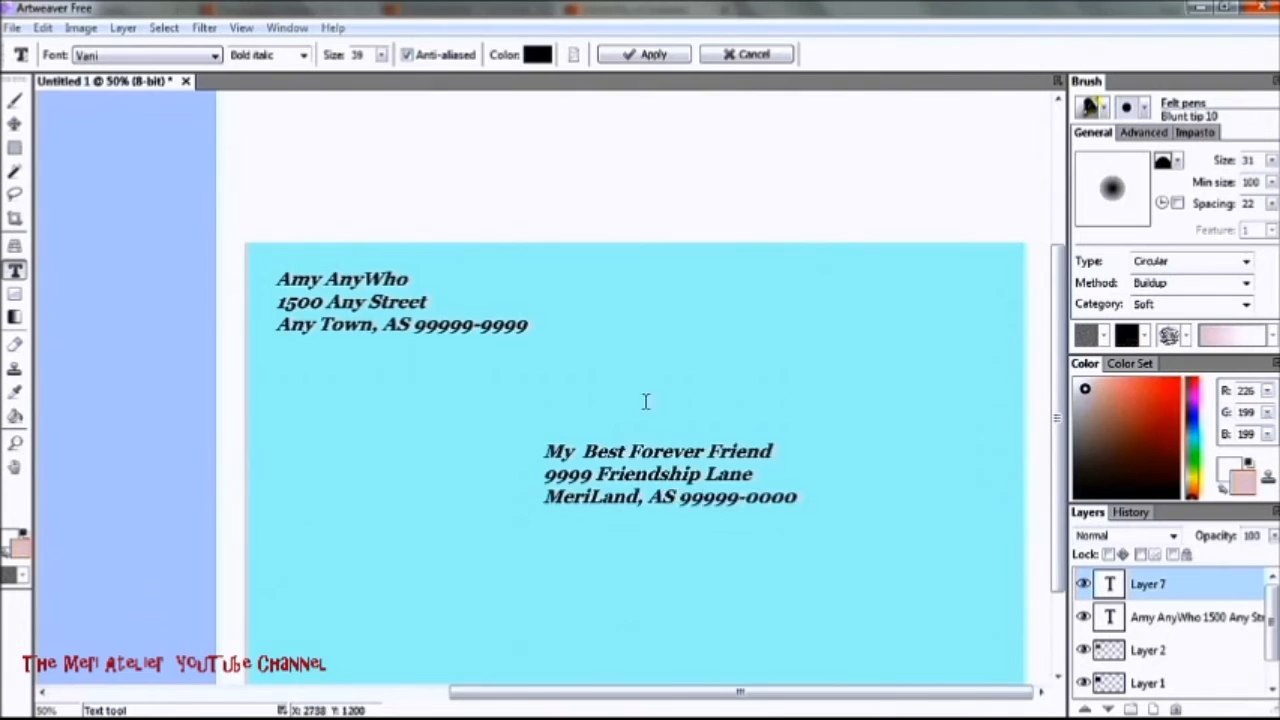 Artweaver Free
File Edit Image Layer Select Filter View Window Help
Font: Vani Bold italic Size: 39 Anti-aliased Color: Apply Cancel
Untitled 1 @ 50% (8-bit) *
Brush
Felt pens
Blunt tip 10
General Advanced Impasto
Size: 31
Min size: 100
Spacing: 22
Feature: 1
Type: Circular
Method: Buildup
Category: Soft
Color Color Set
R: 226
G: 199
B: 199
Layers History
Normal Opacity: 100
Lock:
T Layer 7
T Amy AnyWho 1500 Any Str
Layer 2
Layer 1
Amy AnyWho
1500 Any Street
Any Town, AS 99999-9999
My Best Forever Friend
9999 Friendship Lane
MeriLand, AS 99999-0000
The Meri Atelier YouTube Channel
50% Text tool X: 2738 Y: 1200